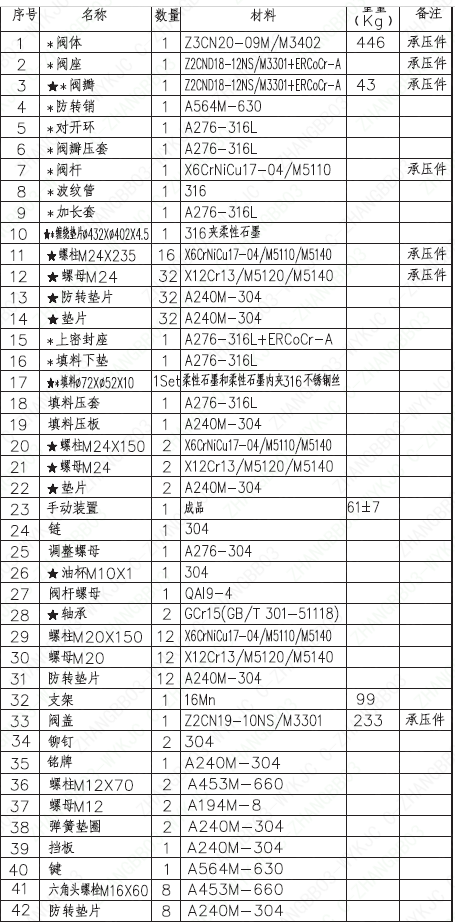 序号 名称 数量 材料 重量(Kg) 备注
1 *阀体 1 Z3CN20-09M/M3402 446 承压件
2 *阀座 1 Z2CND18-12NS/M3301+ERCoCr-A 承压件
3 ★*阀瓣 1 Z2CND18-12NS/M3301+ERCoCr-A 43 承压件
4 *防转销 1 A564M-630
5 *对开环 1 A276-316L
6 *阀瓣压套 1 A276-316L
7 *阀杆 1 X6CrNiCu17-04/M5110 承压件
8 *波纹管 1 316
9 *加长套 1 A276-316L
10 ★*缠绕垫片ø432Xø402X4.5 1 316夹柔性石墨
11 ★螺柱M24X235 16 X6CrNiCu17-04/M5110/M5140 承压件
12 ★螺母M24 32 X12Cr13/M5120/M5140 承压件
13 ★防转垫片 32 A240M-304
14 ★垫片 32 A240M-304
15 *上密封座 1 A276-316L+ERCoCr-A
16 *填料下垫 1 A276-316L
17 ★*填料ø72Xø52X10 1Set 柔性石墨和柔性石墨内夹316不锈钢丝
18 填料压套 1 A276-316L
19 填料压板 1 A240M-304
20 ★螺柱M24X150 2 X6CrNiCu17-04/M5110/M5140
21 ★螺母M24 2 X12Cr13/M5120/M5140
22 ★垫片 2 A240M-304
23 手动装置 1 成品 61±7
24 链 1 304
25 调整螺母 1 A276-304
26 ★油杯M10X1 1 304
27 阀杆螺母 1 QAl9-4
28 ★轴承 2 GCr15(GB/T 301-51118)
29 螺柱M20X150 12 X6CrNiCu17-04/M5110/M5140
30 螺母M20 12 X12Cr13/M5120/M5140
31 防转垫片 12 A240M-304
32 支架 1 16Mn 99
33 阀盖 1 Z2CN19-10NS/M3301 233 承压件
34 铆钉 2 304
35 铭牌 1 A240M-304
36 螺柱M12X70 2 A453M-660
37 螺母M12 2 A194M-8
38 弹簧垫圈 2 A240M-304
39 挡板 1 A240M-304
40 键 1 A564M-630
41 六角头螺栓M16X60 8 A453M-660
42 防转垫片 8 A240M-304